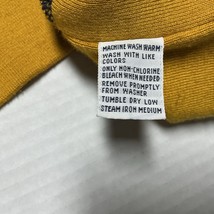 MACHINE WASH WARM
WASH WITH LIKE
COLORS
ONLY NON-CHLORINE
BLEACH WHEN NEEDED
REMOVE PROMPTLY
FROM WASHER
TUMBLE DRY LOW
STEAM IRON MEDIUM